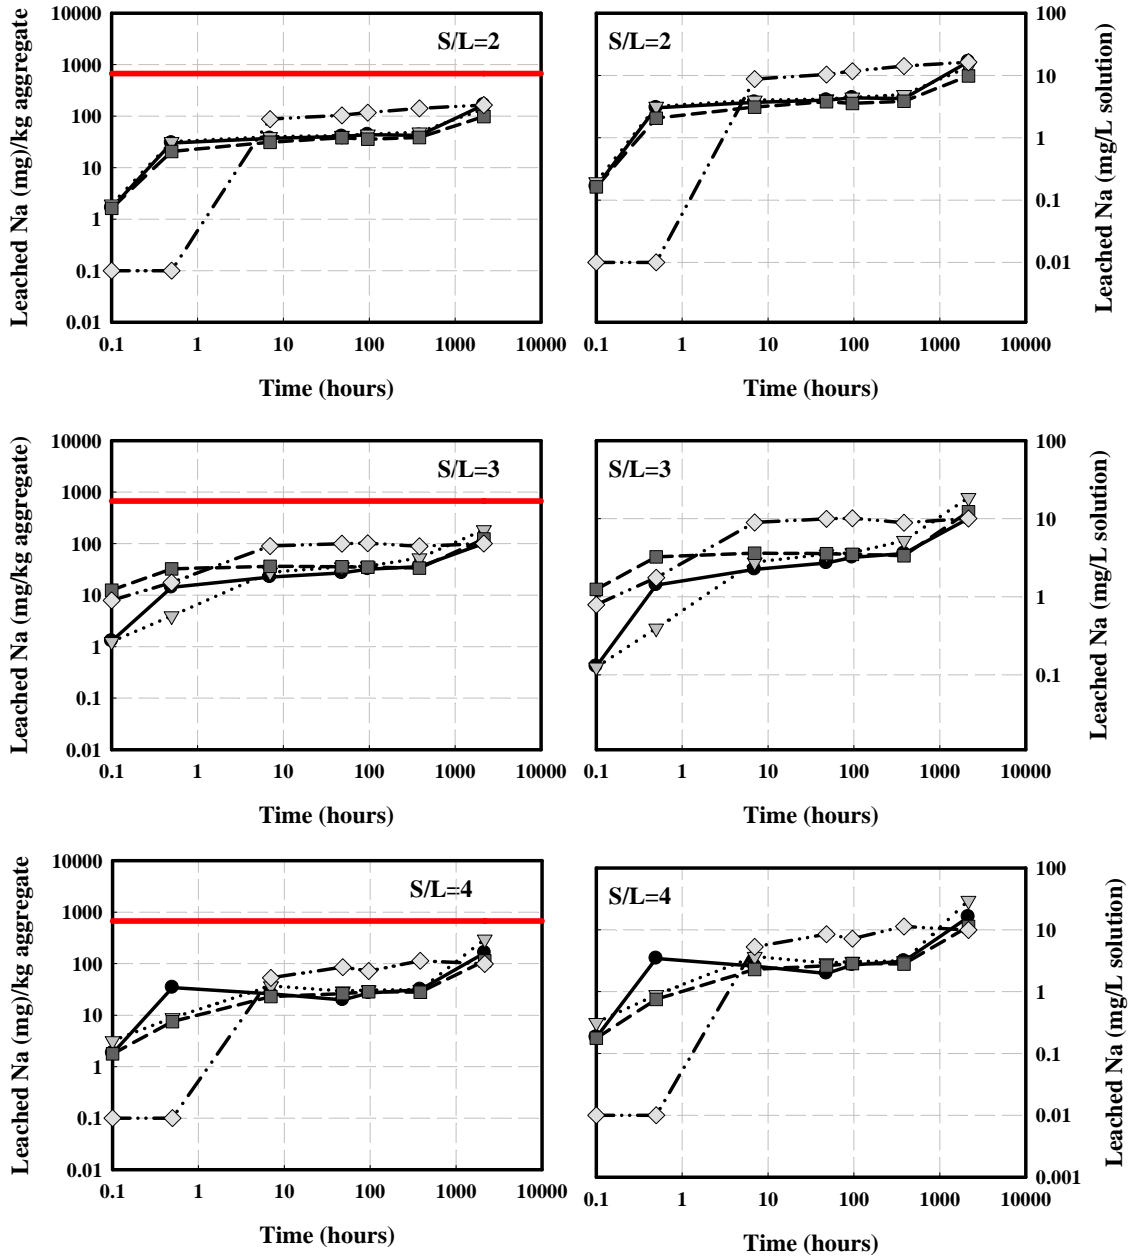 S/L=2
10000
1000
100
10
1
0.1
0.01
Leached Na (mg)/kg aggregate
0.1 1 10 100 1000 10000
Time (hours)
S/L=2
100
10
1
0.1
0.01
Leached Na (mg/L solution)
0.1 1 10 100 1000 10000
Time (hours)
S/L=3
10000
1000
100
10
1
0.1
0.01
Leached Na (mg/kg aggregate)
0.1 1 10 100 1000 10000
Time (hours)
S/L=3
100
10
1
0.1
Leached Na (mg/L solution)
0.1 1 10 100 1000 10000
Time (hours)
S/L=4
10000
1000
100
10
1
0.1
0.01
Leached Na (mg)/kg aggregate
0.1 1 10 100 1000 10000
Time (hours)
S/L=4
100
10
1
0.1
0.01
0.001
Leached Na (mg/L solution)
0.1 1 10 100 1000 10000
Time (hours)